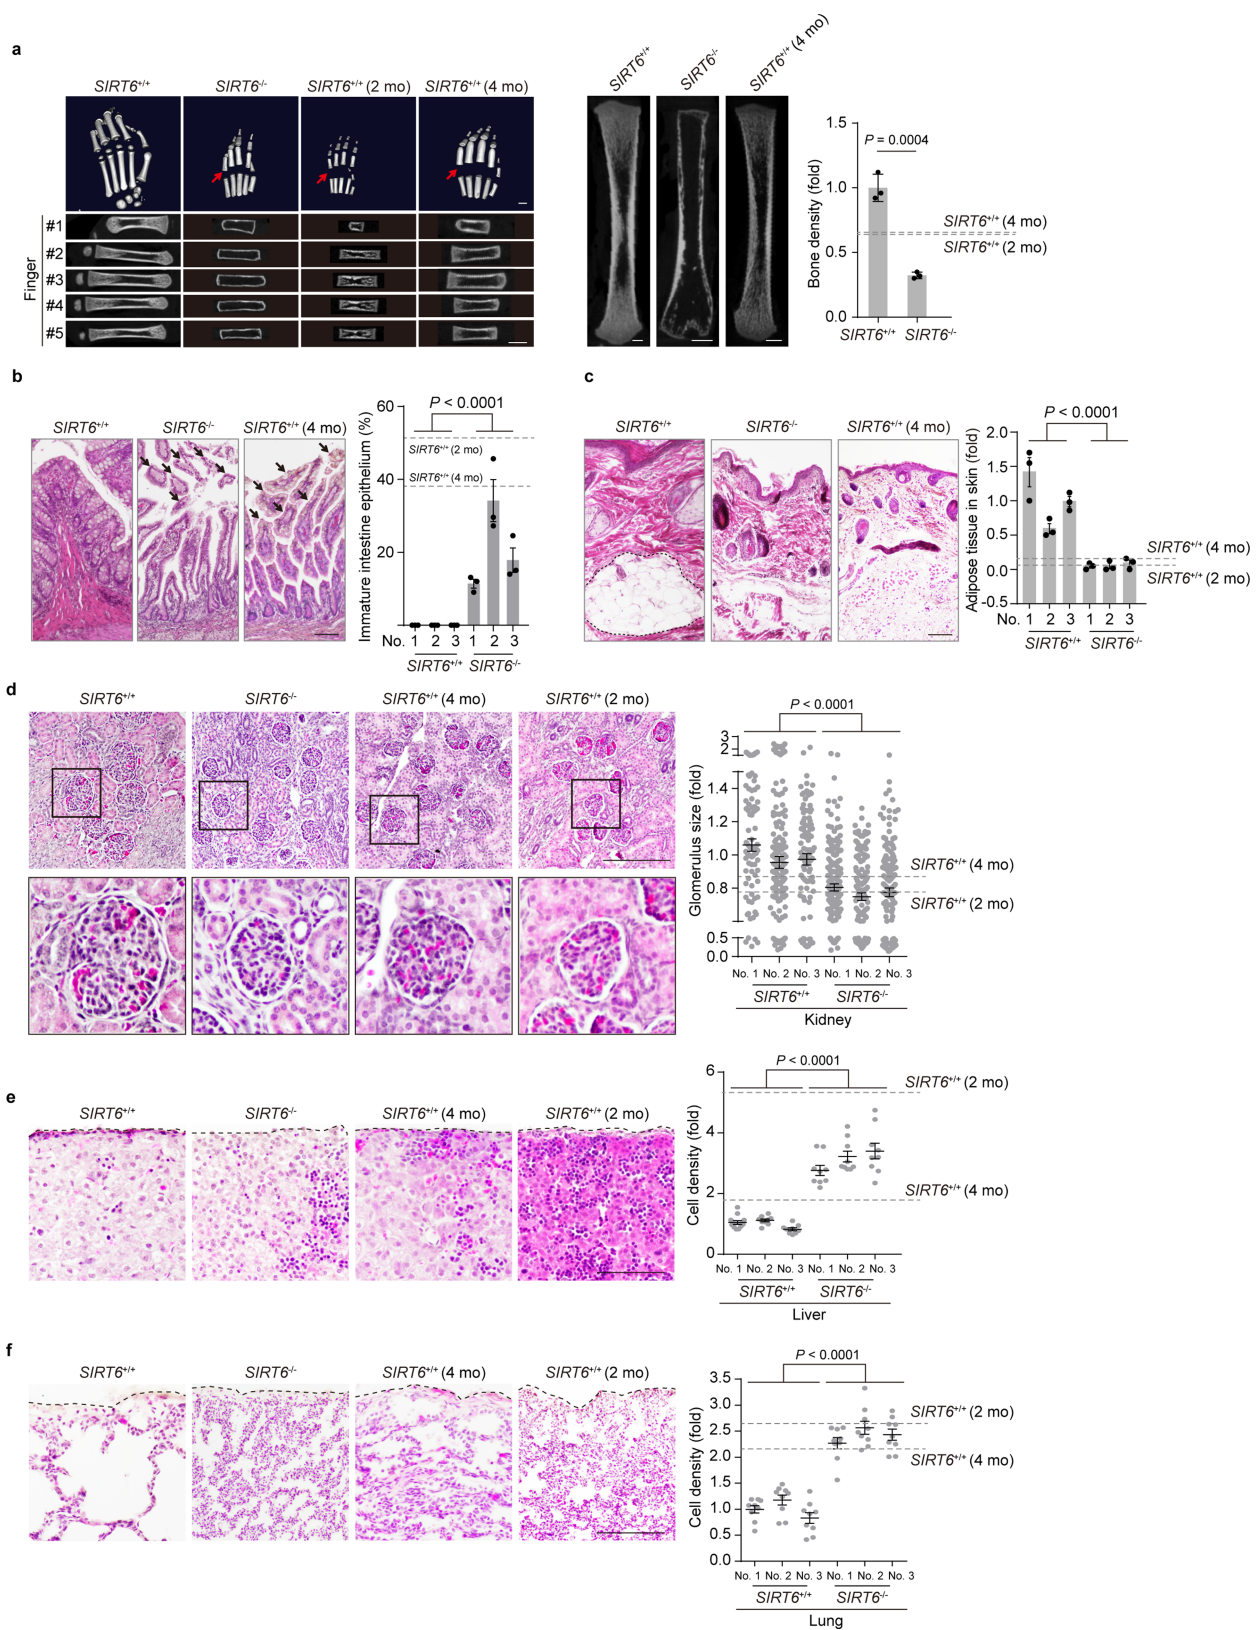 a
SIRT6+/+ SIRT6-/- SIRT6+/+ (2 mo) SIRT6+/+ (4 mo)
Finger
#1
#2
#3
#4
#5
SIRT6+/+ SIRT6-/- SIRT6+/+ (4 mo)
Bone density (fold)
1.5
1.0
0.5
0.0
P = 0.0004
SIRT6+/+ (4 mo)
SIRT6+/+ (2 mo)
SIRT6+/+ SIRT6-/-
b
SIRT6+/+ SIRT6-/- SIRT6+/+ (4 mo)
Immature intestine epithelium (%)
60
40
20
P < 0.0001
SIRT6+/+ (2 mo)
SIRT6+/+ (4 mo)
No. 1 2 3 1 2 3
SIRT6+/+ SIRT6-/-
c
SIRT6+/+ SIRT6-/- SIRT6+/+ (4 mo)
Adipose tissue in skin (fold)
2.0
1.5
1.0
0.5
0.0
-0.5
P < 0.0001
SIRT6+/+ (4 mo)
SIRT6+/+ (2 mo)
No. 1 2 3 1 2 3
SIRT6+/+ SIRT6-/-
d
SIRT6+/+ SIRT6-/- SIRT6+/+ (4 mo) SIRT6+/+ (2 mo)
Glomerulus size (fold)
3
2
1.4
1.2
1.0
0.8
0.5
0.0
P < 0.0001
SIRT6+/+ (4 mo)
SIRT6+/+ (2 mo)
No. 1 No. 2 No. 3 No. 1 No. 2 No. 3
SIRT6+/+ SIRT6-/-
Kidney
e
SIRT6+/+ SIRT6-/- SIRT6+/+ (4 mo) SIRT6+/+ (2 mo)
Cell density (fold)
6
4
2
0
P < 0.0001
SIRT6+/+ (2 mo)
SIRT6+/+ (4 mo)
No. 1 No. 2 No. 3 No. 1 No. 2 No. 3
SIRT6+/+ SIRT6-/-
Liver
f
SIRT6+/+ SIRT6-/- SIRT6+/+ (4 mo) SIRT6+/+ (2 mo)
Cell density (fold)
3.5
3.0
2.5
2.0
1.5
1.0
0.5
0.0
P < 0.0001
SIRT6+/+ (2 mo)
SIRT6+/+ (4 mo)
No. 1 No. 2 No. 3 No. 1 No. 2 No. 3
SIRT6+/+ SIRT6-/-
Lung